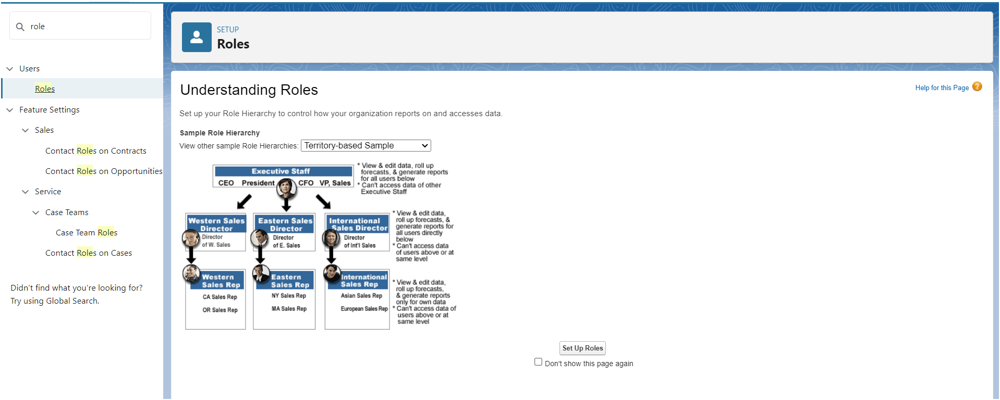 role
Users
Roles
Feature Settings
Sales
Contact Roles on Contracts
Contact Roles on Opportunities
Service
Case Teams
Case Team Roles
Contact Roles on Cases
Didn't find what you're looking for?
Try using Global Search.
SETUP
Roles
Understanding Roles
Help for this Page ?
Set up your Role Hierarchy to control how your organization reports on and accesses data.
Sample Role Hierarchy
View other sample Role Hierarchies: Territory-based Sample
Executive Staff
CEO President CFO VP, Sales
* View & edit data, roll up
forecasts, & generate reports
for all users below
* Can't access data of other
Executive Staff
Western Sales
Director
Director
of W. Sales
Eastern Sales
Director
Director
of E. Sales
International
Sales Director
Director
of Int'l Sales
* View & edit data,
roll up forecasts, &
generate reports for
all users directly
below
* Can't access data
of users above or at
same level
Western
Sales Rep
CA Sales Rep
OR Sales Rep
Eastern
Sales Rep
NY Sales Rep
MA Sales Rep
International
Sales Rep
Asian Sales Rep
European Sales Rep
* View & edit data,
roll up forecasts,
& generate reports
only for own data
* Can't access data of
users above or at
same level
Set Up Roles
Don't show this page again